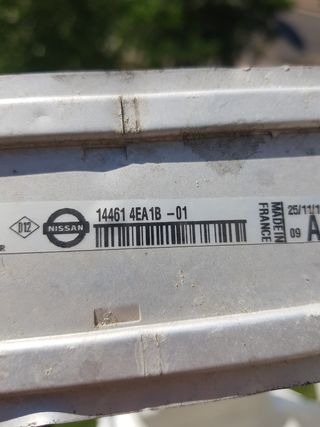 D12
NISSAN
14461 4EA1B -01
MADE IN
FRANCE
25/11/1
09
A
R